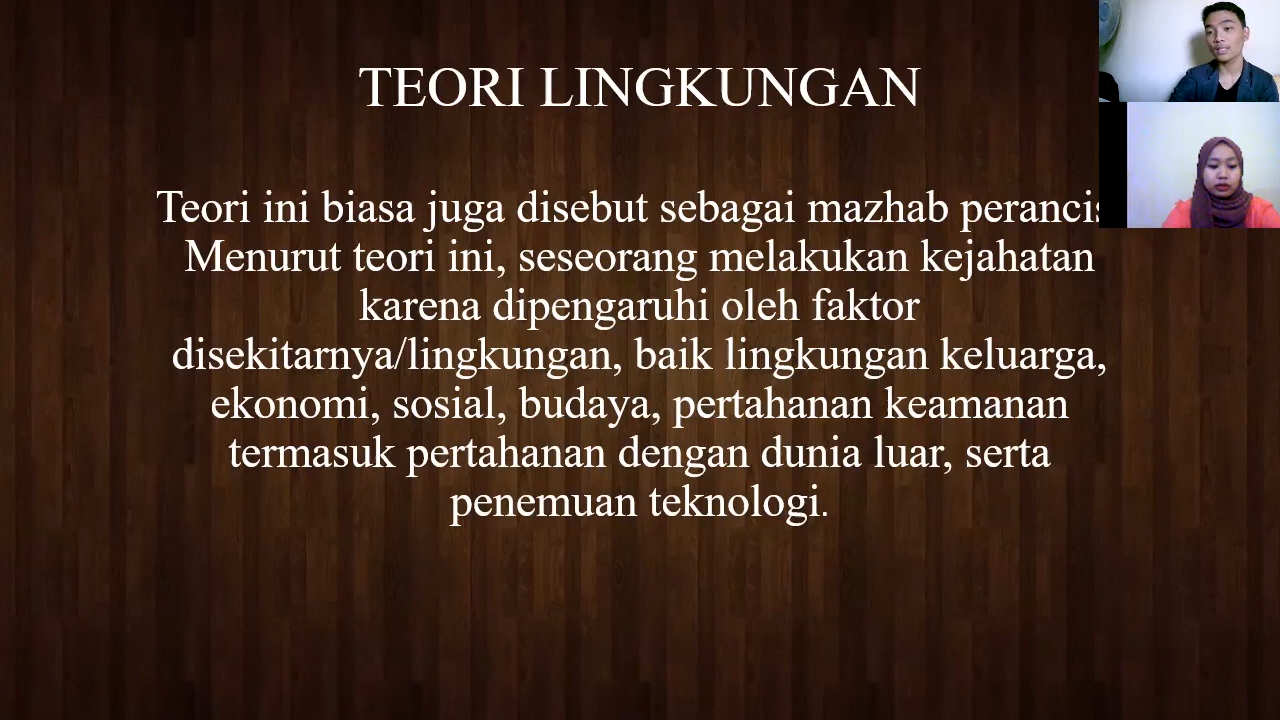 TEORI LINGKUNGAN
Teori ini biasa juga disebut sebagai mazhab perancis
Menurut teori ini, seseorang melakukan kejahatan
karena dipengaruhi oleh faktor
disekitarnya/lingkungan, baik lingkungan keluarga,
ekonomi, sosial, budaya, pertahanan keamanan
termasuk pertahanan dengan dunia luar, serta
penemuan teknologi.